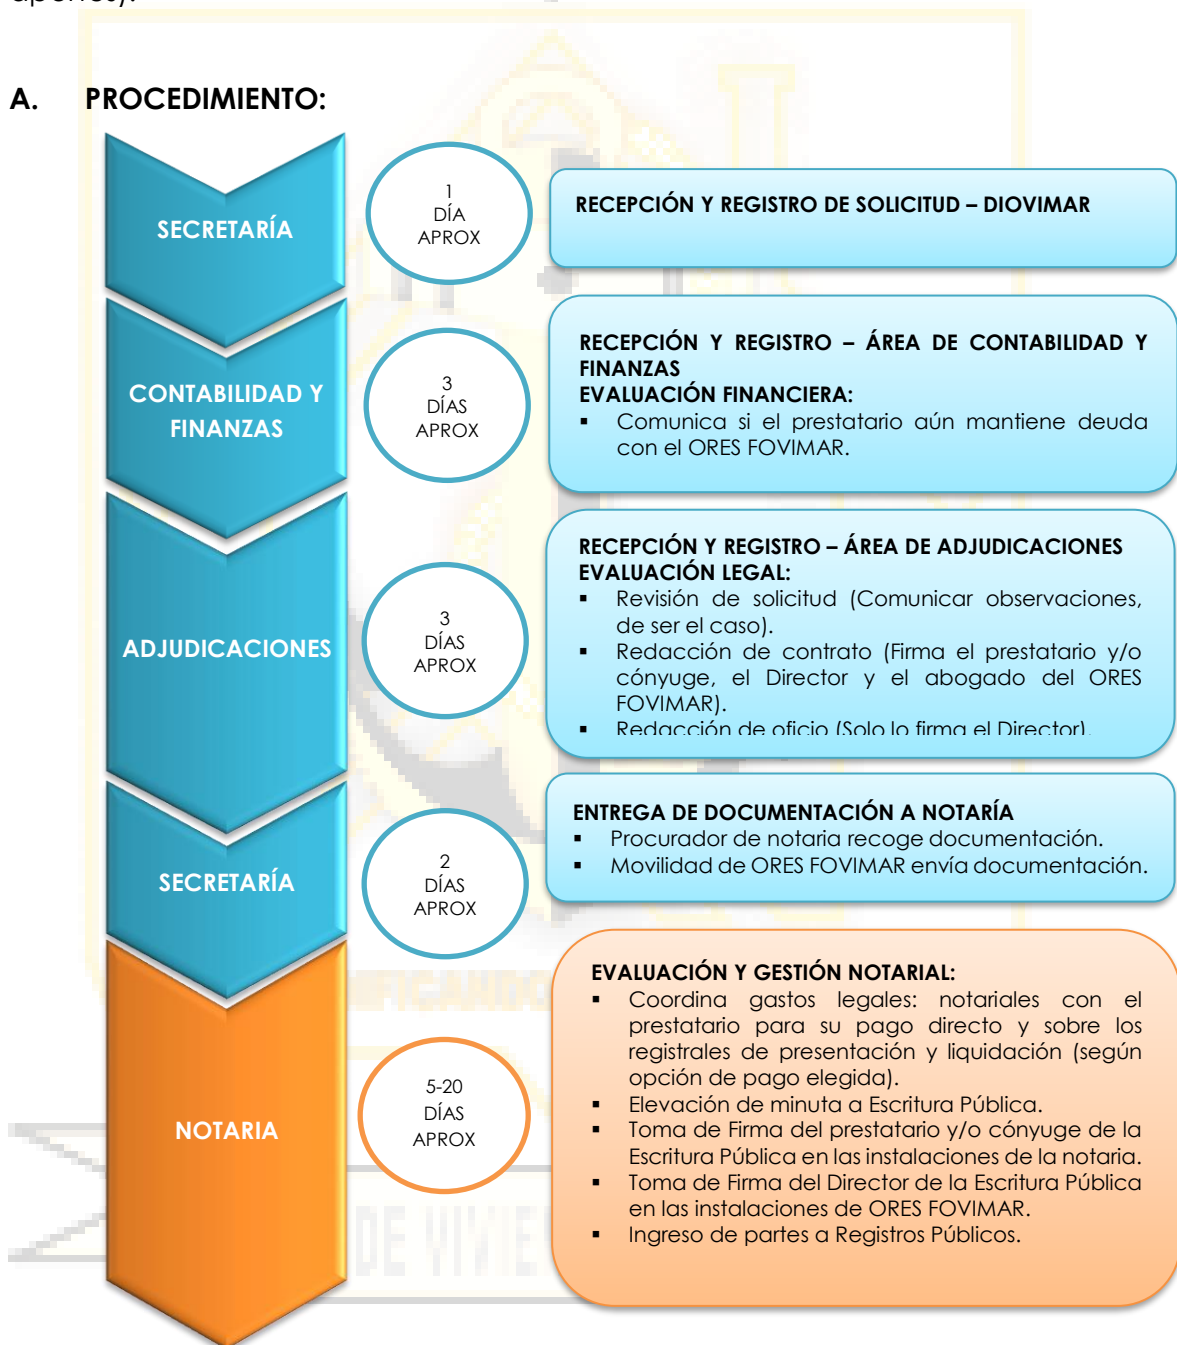 A. PROCEDIMIENTO:
SECRETARÍA
1
DÍA
APROX
RECEPCIÓN Y REGISTRO DE SOLICITUD – DIOVIMAR
CONTABILIDAD Y
FINANZAS
3
DÍAS
APROX
RECEPCIÓN Y REGISTRO – ÁREA DE CONTABILIDAD Y
FINANZAS
EVALUACIÓN FINANCIERA:
▪ Comunica si el prestatario aún mantiene deuda
con el ORES FOVIMAR.
ADJUDICACIONES
3
DÍAS
APROX
RECEPCIÓN Y REGISTRO – ÁREA DE ADJUDICACIONES
EVALUACIÓN LEGAL:
▪ Revisión de solicitud (Comunicar observaciones,
de ser el caso).
▪ Redacción de contrato (Firma el prestatario y/o
cónyuge, el Director y el abogado del ORES
FOVIMAR).
▪ Redacción de oficio (Solo lo firma el Director).
SECRETARÍA
2
DÍAS
APROX
ENTREGA DE DOCUMENTACIÓN A NOTARÍA
▪ Procurador de notaria recoge documentación.
▪ Movilidad de ORES FOVIMAR envía documentación.
NOTARIA
5-20
DÍAS
APROX
EVALUACIÓN Y GESTIÓN NOTARIAL:
▪ Coordina gastos legales: notariales con el
prestatario para su pago directo y sobre los
registrales de presentación y liquidación (según
opción de pago elegida).
▪ Elevación de minuta a Escritura Pública.
▪ Toma de Firma del prestatario y/o cónyuge de la
Escritura Pública en las instalaciones de la notaria.
▪ Toma de Firma del Director de la Escritura Pública
en las instalaciones de ORES FOVIMAR.
▪ Ingreso de partes a Registros Públicos.